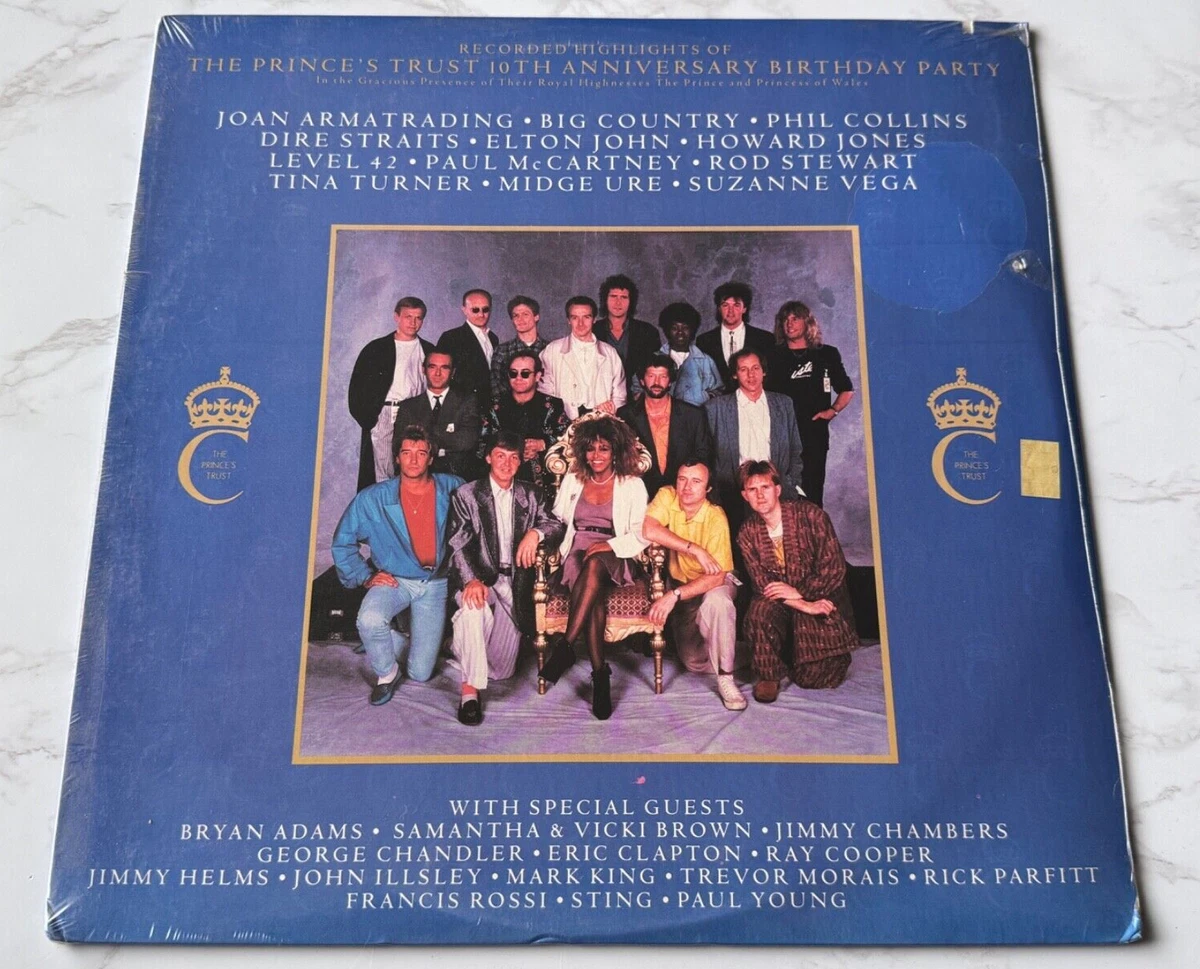 RECORDED HIGHLIGHTS OF
THE PRINCE'S TRUST 10TH ANNIVERSARY BIRTHDAY PARTY
In the Gracious Presence of Their Royal Highnesses The Prince and Princess of Wales
JOAN ARMATRADING • BIG COUNTRY • PHIL COLLINS
DIRE STRAITS • ELTON JOHN • HOWARD JONES
LEVEL 42 • PAUL McCARTNEY • ROD STEWART
TINA TURNER • MIDGE URE • SUZANNE VEGA
THE
PRINCE'S
TRUST
THE
PRINCE'S
TRUST
WITH SPECIAL GUESTS
BRYAN ADAMS • SAMANTHA & VICKI BROWN • JIMMY CHAMBERS
GEORGE CHANDLER • ERIC CLAPTON • RAY COOPER
JIMMY HELMS • JOHN ILLSLEY • MARK KING • TREVOR MORAIS • RICK PARFITT
FRANCIS ROSSI • STING • PAUL YOUNG